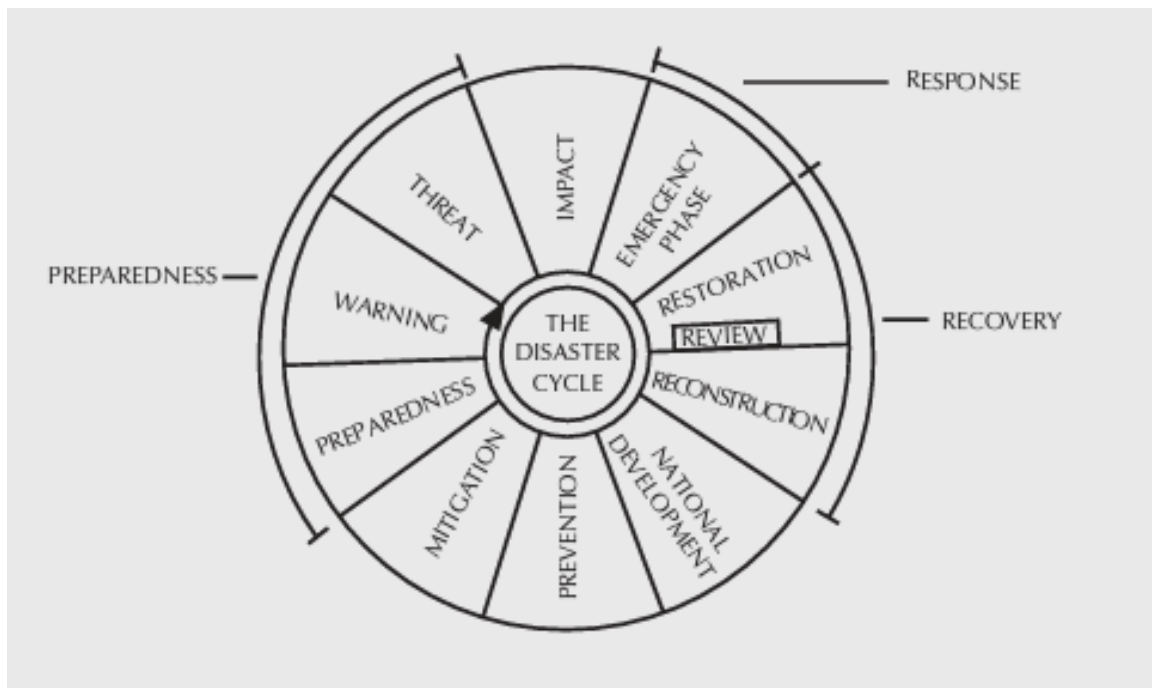 RESPONSE
IMPACT
EMERGENCY
PHASE
THREAT
RESTORATION
PREPAREDNESS
WARNING
THE
DISASTER
CYCLE
REVIEW
RECOVERY
RECONSTRUCTION
PREPAREDNESS
MITIGATION
PREVENTION
NATIONAL
DEVELOPMENT